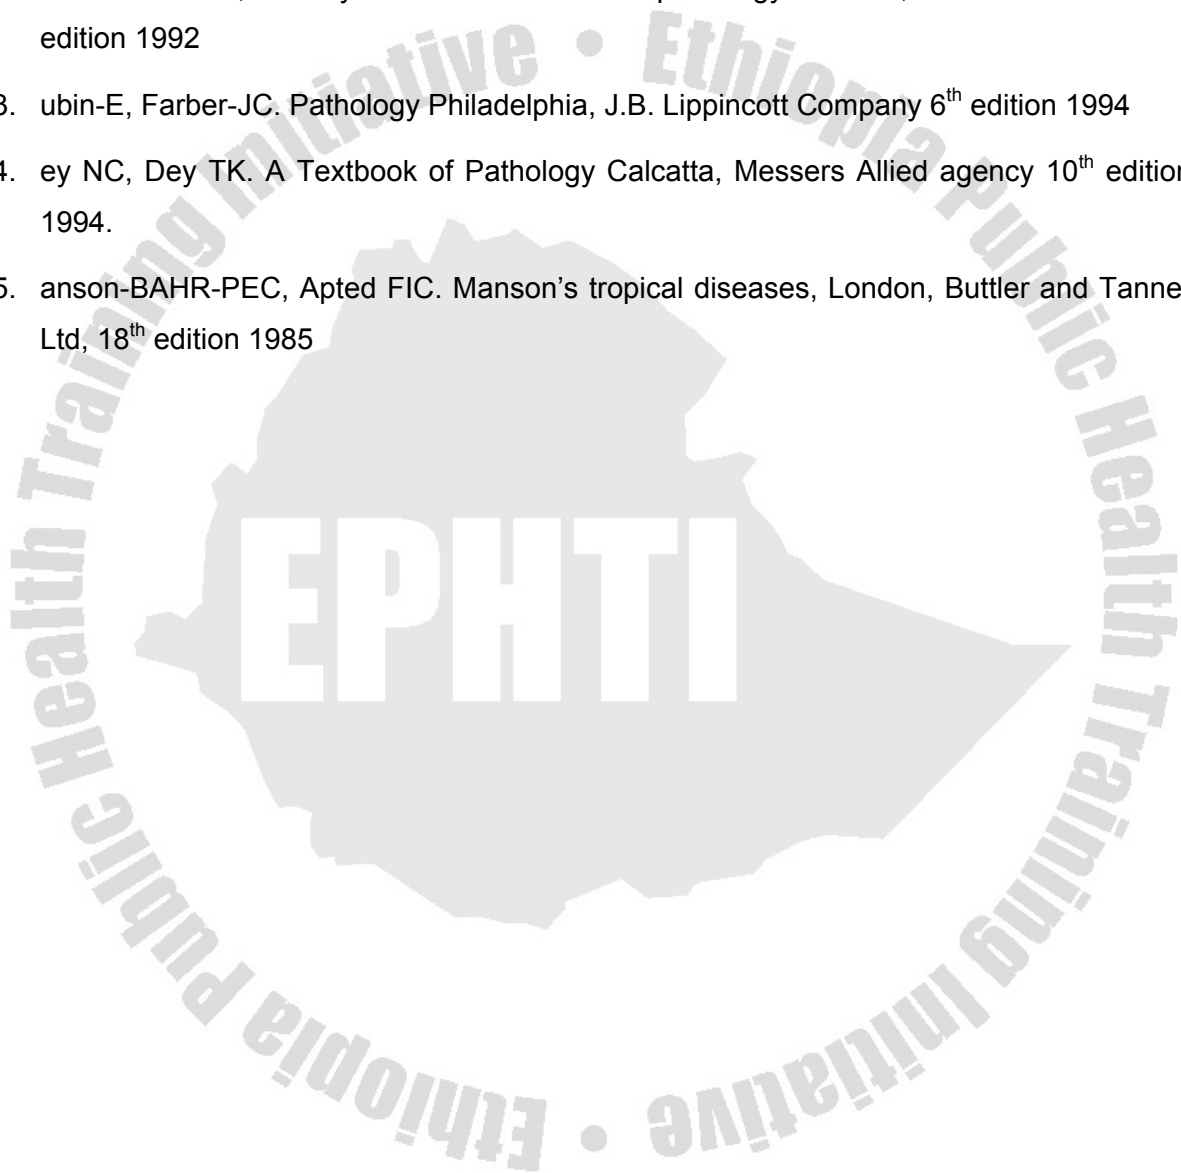 edition 1992
3. ubin-E, Farber-JC. Pathology Philadelphia, J.B. Lippincott Company 6th edition 1994
4. ey NC, Dey TK. A Textbook of Pathology Calcatta, Messers Allied agency 10th edition
1994.
5. anson-BAHR-PEC, Apted FIC. Manson's tropical diseases, London, Buttler and Tanne
Ltd, 18th edition 1985
Ethiopia Public Health Training Initiative •
EPHTI
Ethiopia Public Health Training Initiative •